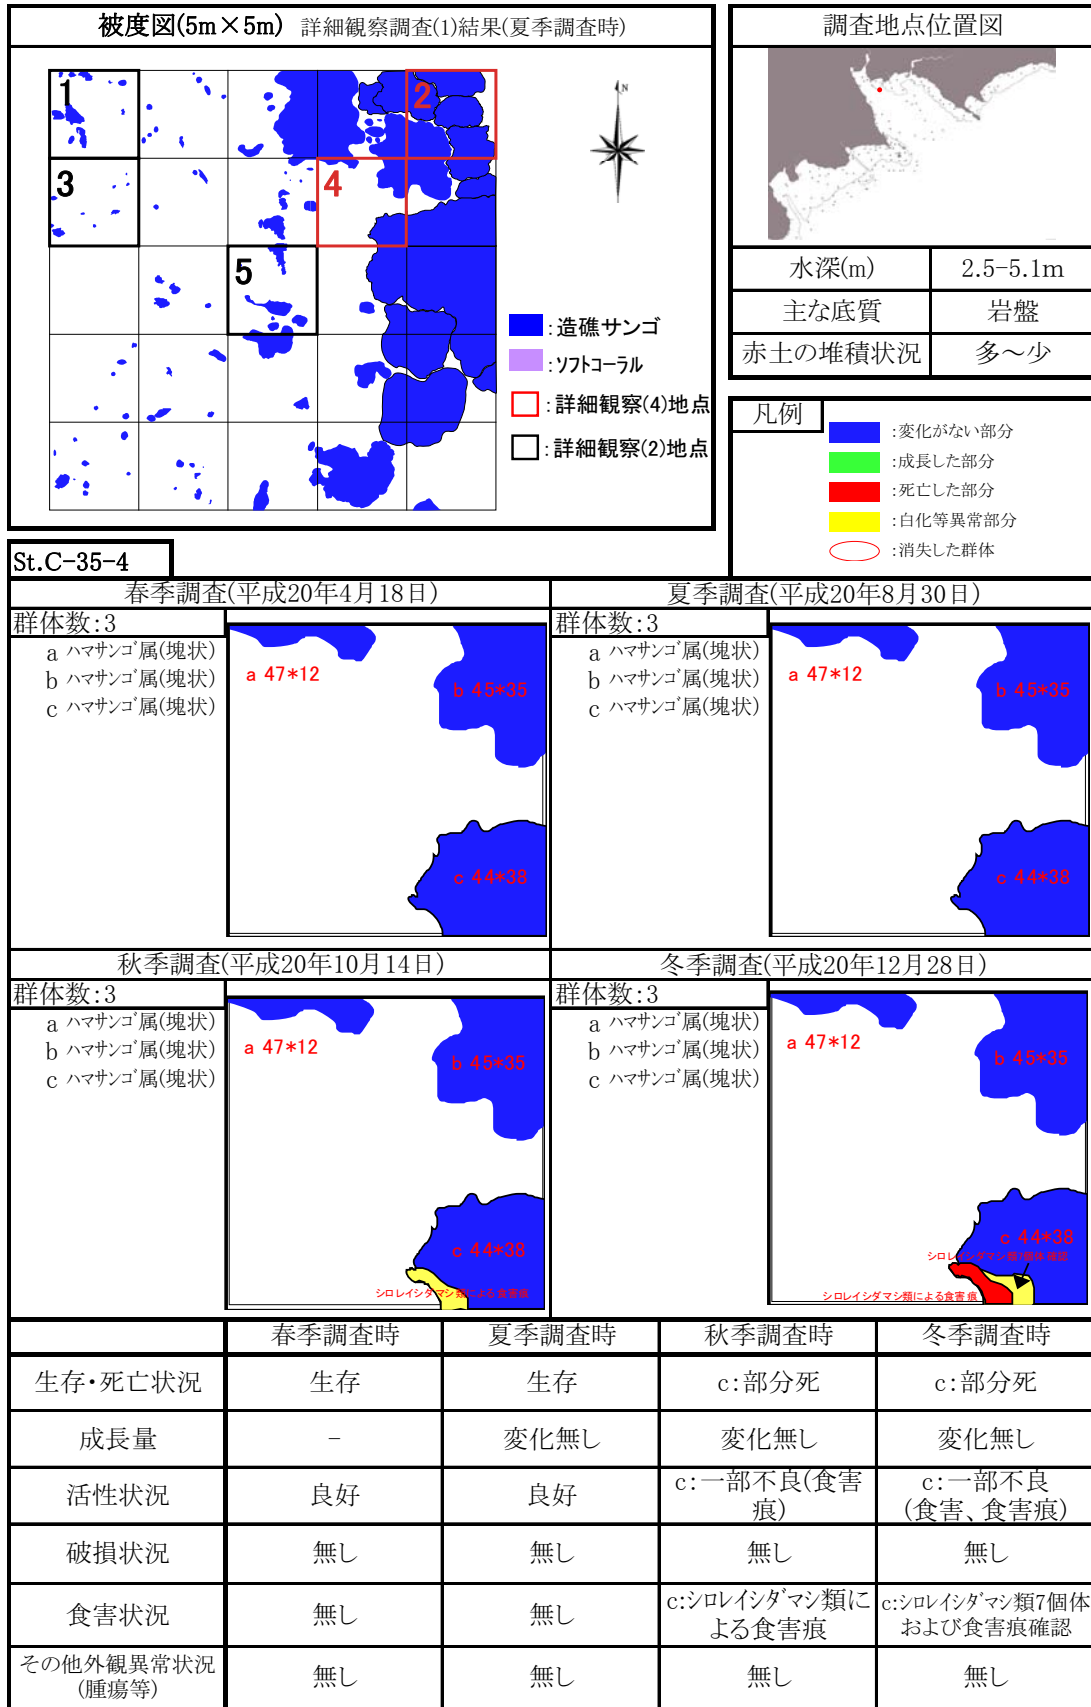 被度図(5m×5m) 詳細観察調査(1)結果(夏季調査時)
1
2
3
4
5
N
:造礁サンゴ
:ソフトコーラル
:詳細観察(4)地点
:詳細観察(2)地点
調査地点位置図
水深(m) 2.5-5.1m
主な底質 岩盤
赤土の堆積状況 多～少
凡例
:変化がない部分
:成長した部分
:死亡した部分
:白化等異常部分
:消失した群体
St.C-35-4
春季調査(平成20年4月18日)
群体数:3
a ハマサンゴ属(塊状)
b ハマサンゴ属(塊状)
c ハマサンゴ属(塊状)
a 47*12
b 45*35
c 44*38
夏季調査(平成20年8月30日)
群体数:3
a ハマサンゴ属(塊状)
b ハマサンゴ属(塊状)
c ハマサンゴ属(塊状)
a 47*12
b 45*35
c 44*38
秋季調査(平成20年10月14日)
群体数:3
a ハマサンゴ属(塊状)
b ハマサンゴ属(塊状)
c ハマサンゴ属(塊状)
a 47*12
b 45*35
c 44*38
シロレイシダマシ類による食害痕
冬季調査(平成20年12月28日)
群体数:3
a ハマサンゴ属(塊状)
b ハマサンゴ属(塊状)
c ハマサンゴ属(塊状)
a 47*12
b 45*35
c 44*38
シロレイシダマシ類7個体確認
シロレイシダマシ類による食害痕
春季調査時 夏季調査時 秋季調査時 冬季調査時
生存・死亡状況 生存 生存 c:部分死 c:部分死
成長量 － 変化無し 変化無し 変化無し
活性状況 良好 良好 c:一部不良(食害痕) c:一部不良(食害、食害痕)
破損状況 無し 無し 無し 無し
食害状況 無し 無し c:シロレイシダマシ類による食害痕 c:シロレイシダマシ類7個体および食害痕確認
その他外観異常状況(腫瘍等) 無し 無し 無し 無し